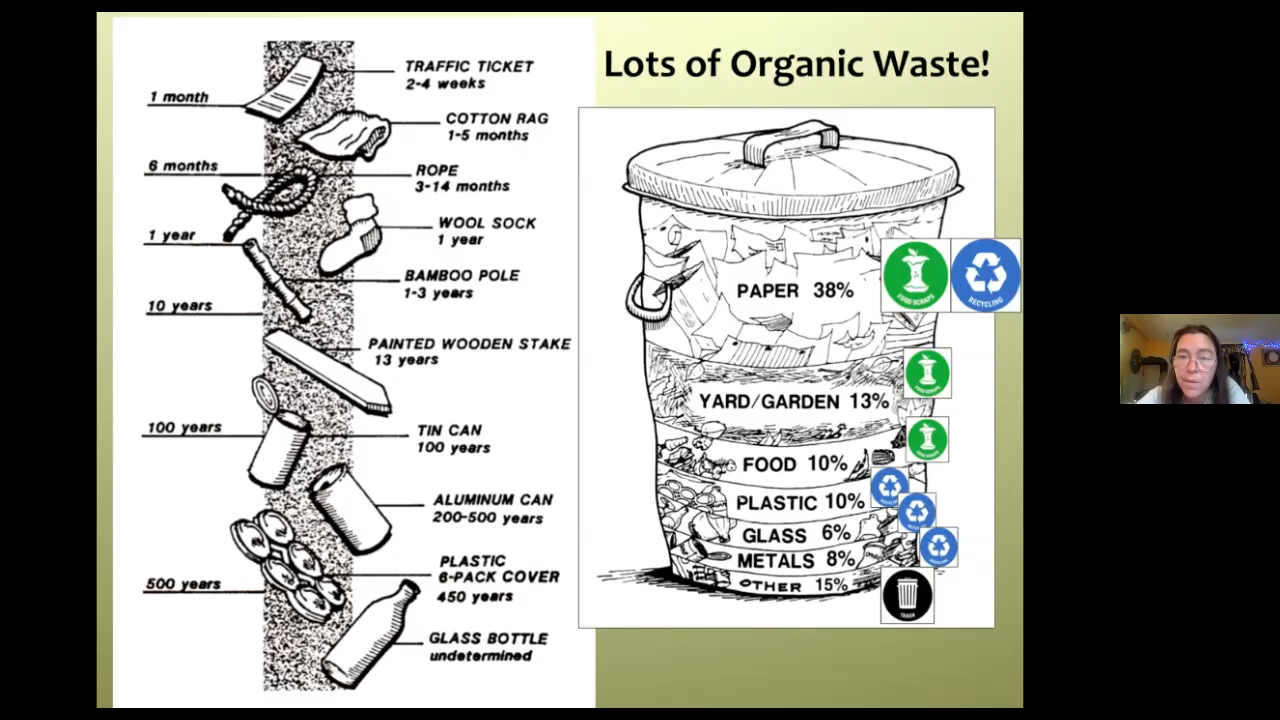 Lots of Organic Waste!
1 month
6 months
1 year
10 years
100 years
500 years
TRAFFIC TICKET
2-4 weeks
COTTON RAG
1-5 months
ROPE
3-14 months
WOOL SOCK
1 year
BAMBOO POLE
1-3 years
PAINTED WOODEN STAKE
13 years
TIN CAN
100 years
ALUMINUM CAN
200-500 years
PLASTIC
6-PACK COVER
450 years
GLASS BOTTLE
undetermined
PAPER 38%
FOOD SCRAPS
RECYCLING
YARD/GARDEN 13%
FOOD 10%
PLASTIC 10%
GLASS 6%
METALS 8%
OTHER 15%
TRASH